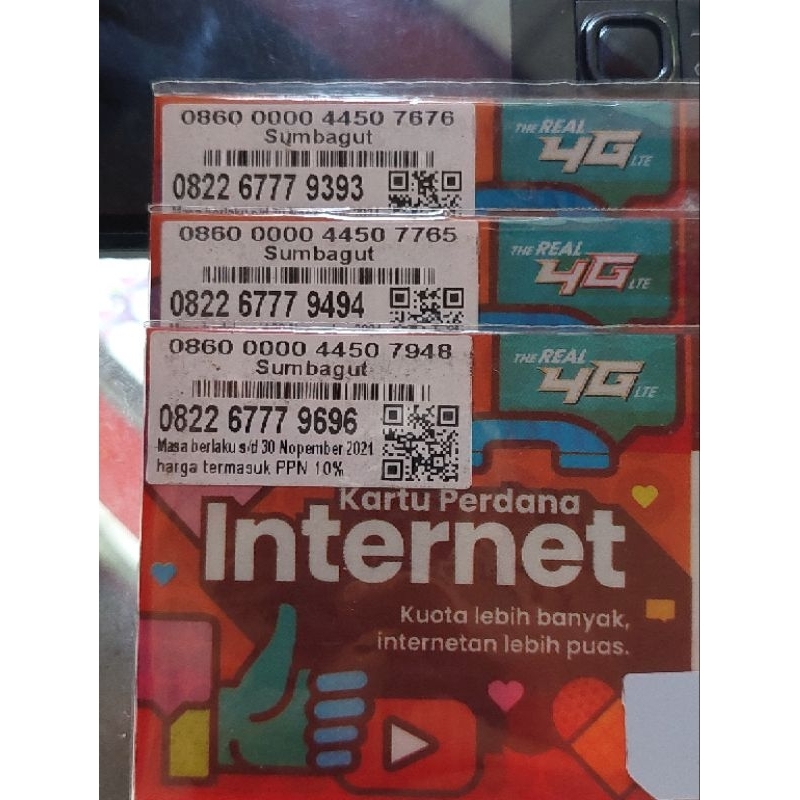 0860 0000 4450 7676
Sumbagut
0822 6777 9393
THE REAL
4G LTE
0860 0000 4450 7765
Sumbagut
0822 6777 9494
THE REAL
4G LTE
0860 0000 4450 7948
Sumbagut
0822 6777 9696
Masa berlaku s/d 30 Nopember 2021
harga termasuk PPN 10%
THE REAL
4G LTE
Kartu Perdana
Internet
Kuota lebih banyak,
internetan lebih puas.